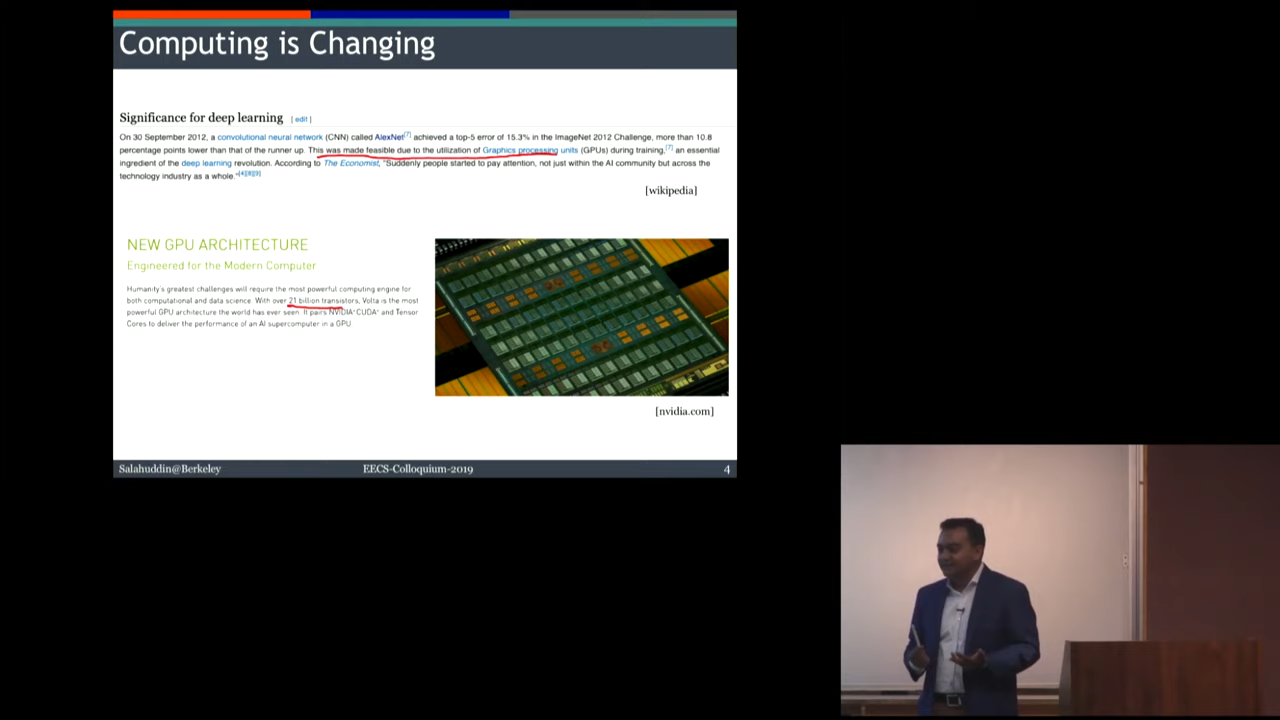 Computing is Changing
Significance for deep learning [ edit ]
On 30 September 2012, a convolutional neural network (CNN) called AlexNet[7] achieved a top-5 error of 15.3% in the ImageNet 2012 Challenge, more than 10.8
percentage points lower than that of the runner up. This was made feasible due to the utilization of Graphics processing units (GPUs) during training,[7] an essential
ingredient of the deep learning revolution. According to The Economist, "Suddenly people started to pay attention, not just within the AI community but across the
technology industry as a whole."[4][8][9]
[wikipedia]
NEW GPU ARCHITECTURE
Engineered for the Modern Computer
Humanity's greatest challenges will require the most powerful computing engine for
both computational and data science. With over 21 billion transistors, Volta is the most
powerful GPU architecture the world has ever seen. It pairs NVIDIA® CUDA® and Tensor
Cores to deliver the performance of an AI supercomputer in a GPU
[nvidia.com]
Salahuddin@Berkeley EECS-Colloquium-2019 4